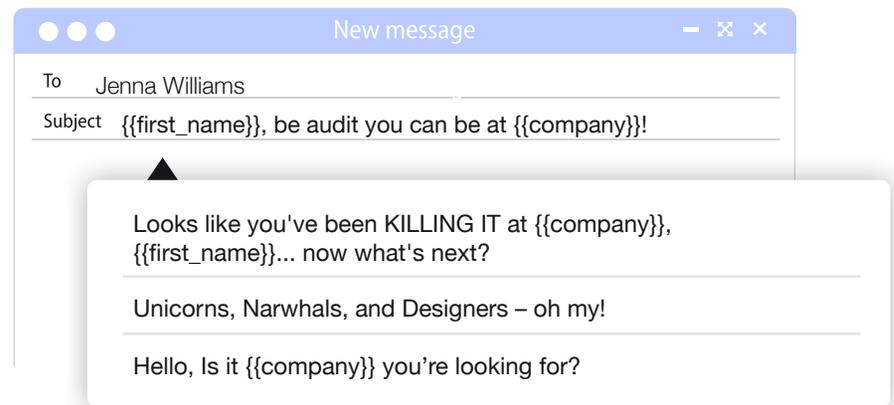 New message
To Jenna Williams
Subject {{first_name}}, be audit you can be at {{company}}!
Looks like you've been KILLING IT at {{company}},
{{first_name}}... now what's next?
Unicorns, Narwhals, and Designers – oh my!
Hello, Is it {{company}} you’re looking for?